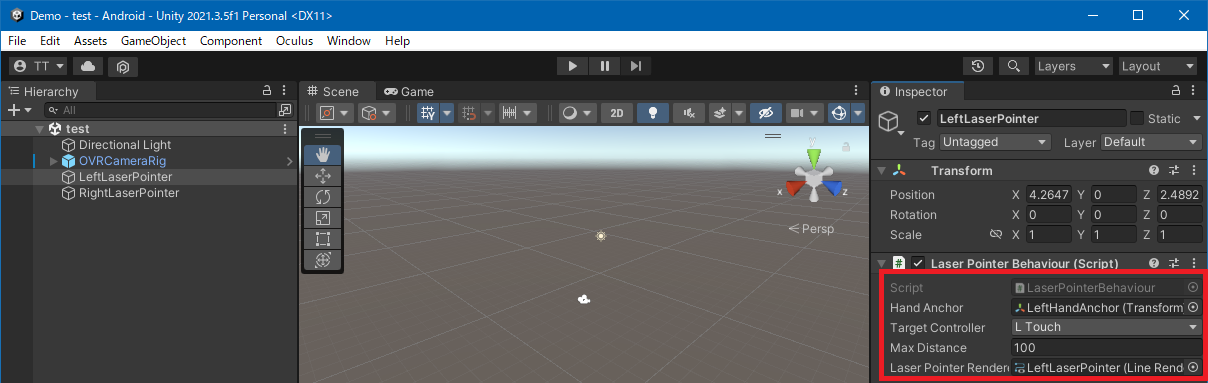 Demo - test - Android - Unity 2021.3.5f1 Personal <DX11>
File Edit Assets GameObject Component Oculus Window Help
TT Layers Layout
Hierarchy
All
test
Directional Light
OVRCameraRig
LeftLaserPointer
RightLaserPointer
Scene Game
2D
y
x z
Persp
Inspector
LeftLaserPointer Static
Tag Untagged Layer Default
Transform
Position X 4.2647 Y 0 Z 2.4892
Rotation X 0 Y 0 Z 0
Scale X 1 Y 1 Z 1
# Laser Pointer Behaviour (Script)
Script LaserPointerBehaviour
Hand Anchor LeftHandAnchor (Transform
Target Controller L Touch
Max Distance 100
Laser Pointer Rendere LeftLaserPointer (Line Rend